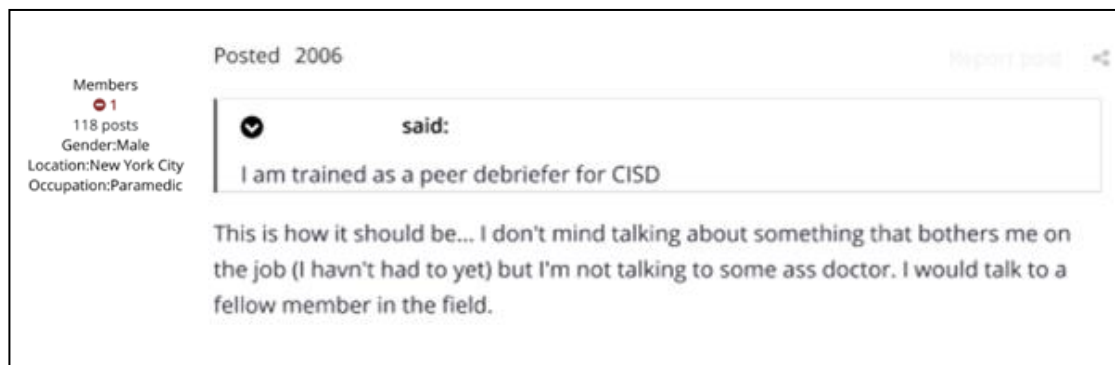 Posted 2006
Report post
Members
1
118 posts
Gender:Male
Location:New York City
Occupation:Paramedic
said:
I am trained as a peer debriefer for CISD
This is how it should be... I don't mind talking about something that bothers me on
the job (I havn't had to yet) but I'm not talking to some ass doctor. I would talk to a
fellow member in the field.